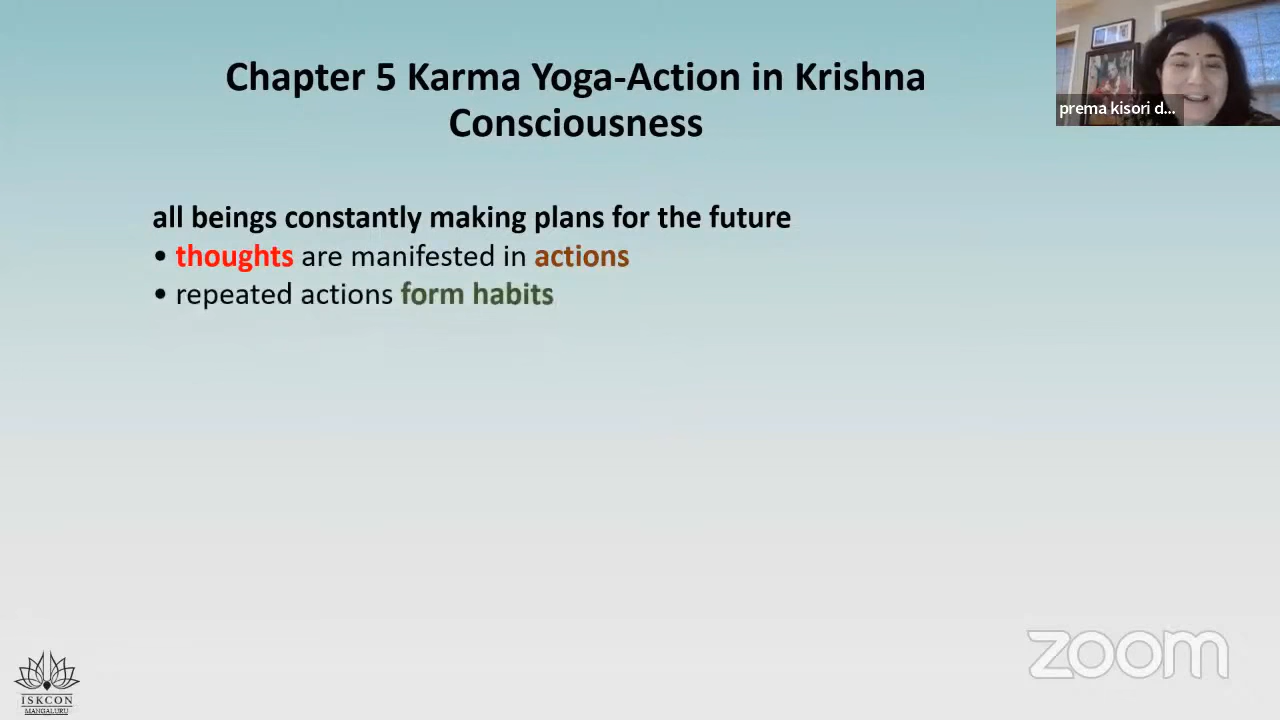 Chapter 5 Karma Yoga-Action in Krishna
Consciousness
prema kisori d...
all beings constantly making plans for the future
• thoughts are manifested in actions
• repeated actions form habits
zoom
ISKCON
MANGALURU